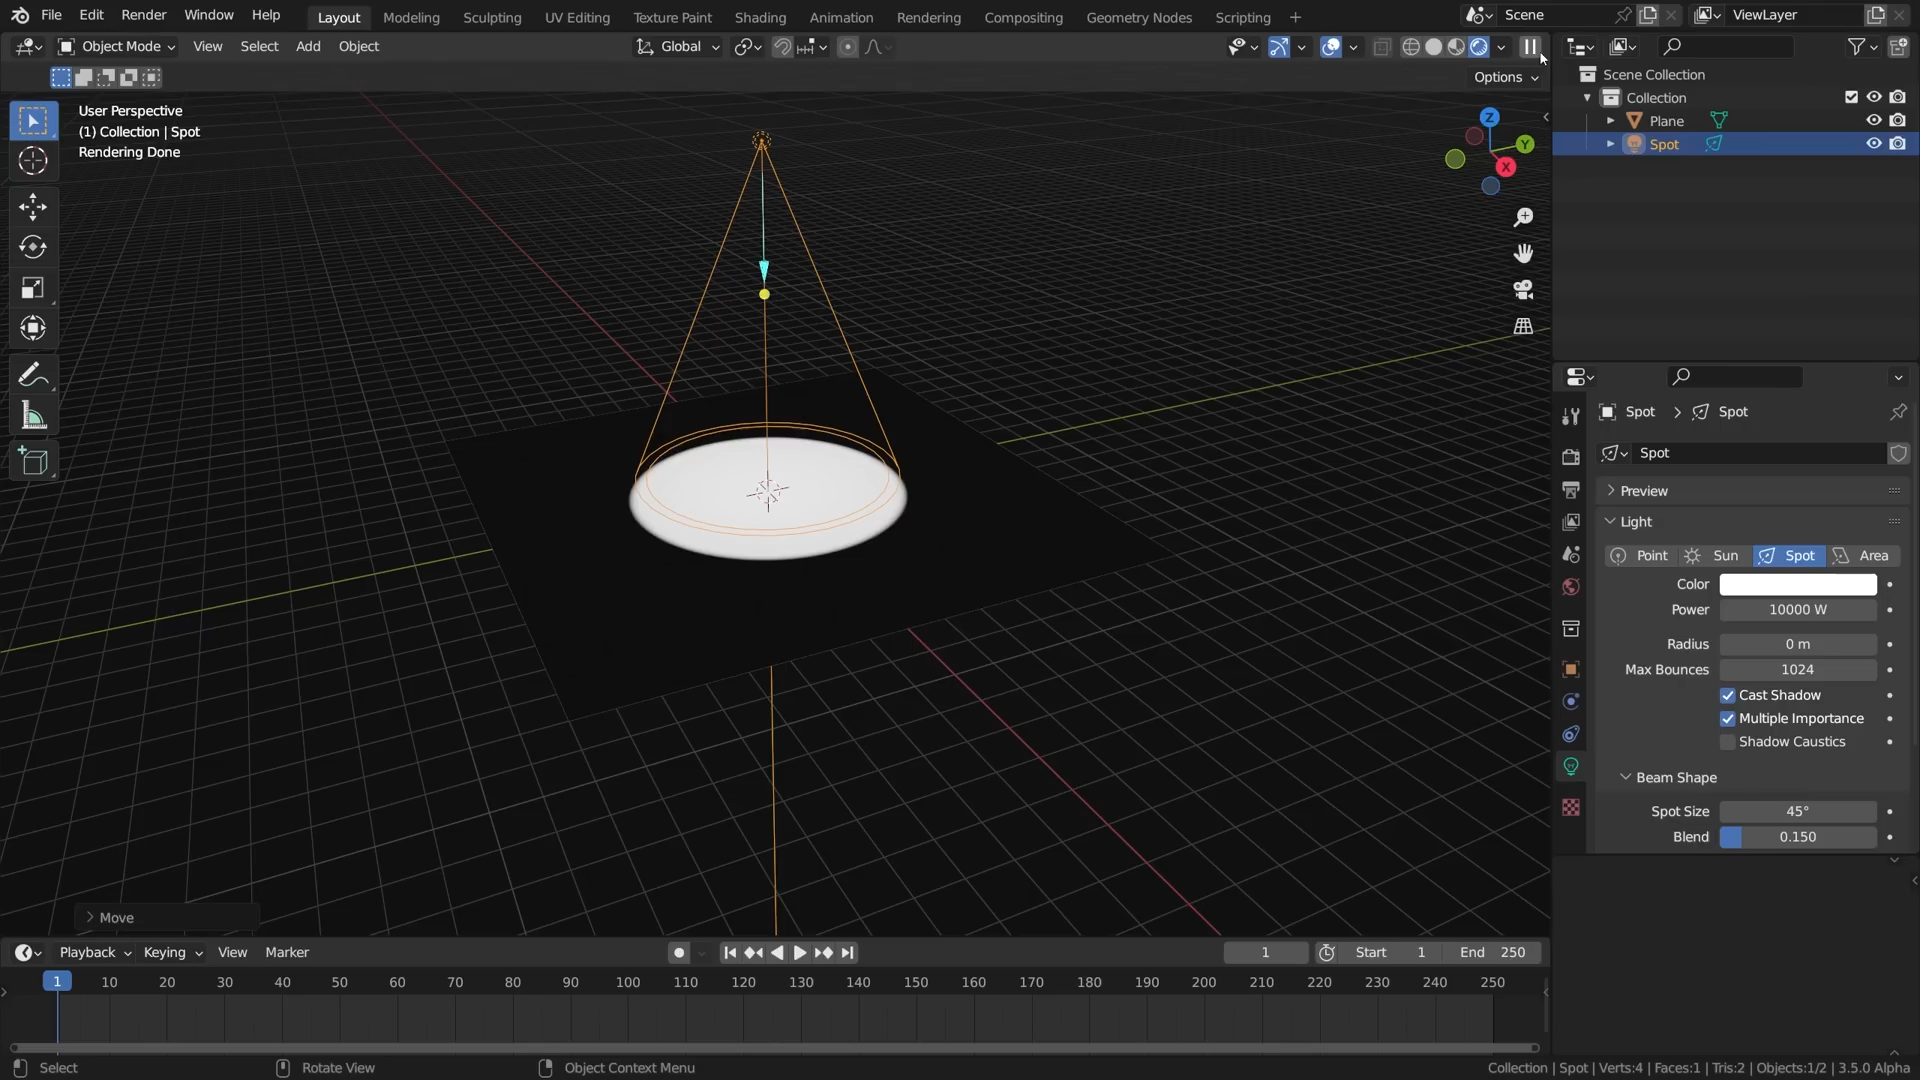 File Edit Render Window Help Layout Modeling Sculpting UV Editing Texture Paint Shading Animation Rendering Compositing Geometry Nodes Scripting + Scene ViewLayer
Object Mode View Select Add Object Global
Options
User Perspective
(1) Collection | Spot
Rendering Done
Z
Y
X
Scene Collection
Collection
Plane
Spot
Spot > Spot
Spot
Preview
Light
Point Sun Spot Area
Color
Power 10000 W
Radius 0 m
Max Bounces 1024
Cast Shadow
Multiple Importance
Shadow Caustics
Beam Shape
Spot Size 45°
Blend 0.150
Move
Playback Keying View Marker 1 Start 1 End 250
1 10 20 30 40 50 60 70 80 90 100 110 120 130 140 150 160 170 180 190 200 210 220 230 240 250
Select Rotate View Object Context Menu Collection | Spot | Verts:4 | Faces:1 | Tris:2 | Objects:1/2 | 3.5.0 Alpha